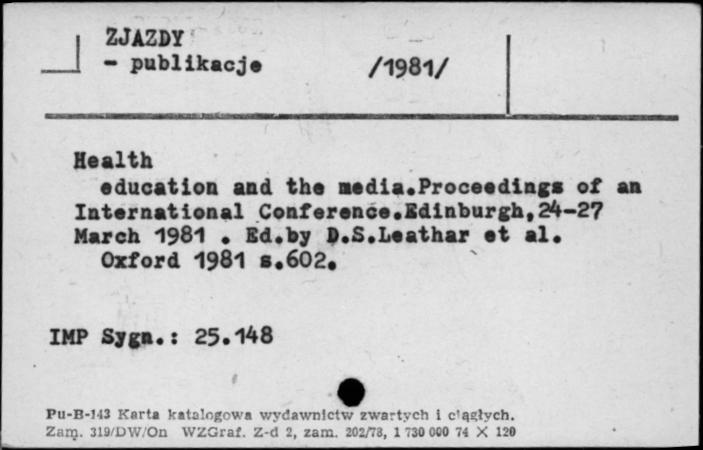 ZJAZDY
- publikacje /1981/
Health
education and the media.Proceedings of an
International Conference.Edinburgh,24-27
March 1981 . Ed.by D.S.Leathar et al.
Oxford 1981 s.602.
IMP Sygn.: 25.148
Pu-B-143 Karta katalogowa wydawnictw zwartych i ciągłych.
Zam. 319/DW/On WZGraf. Z-d 2, zam. 202/78, 1 730 000 74 X 120